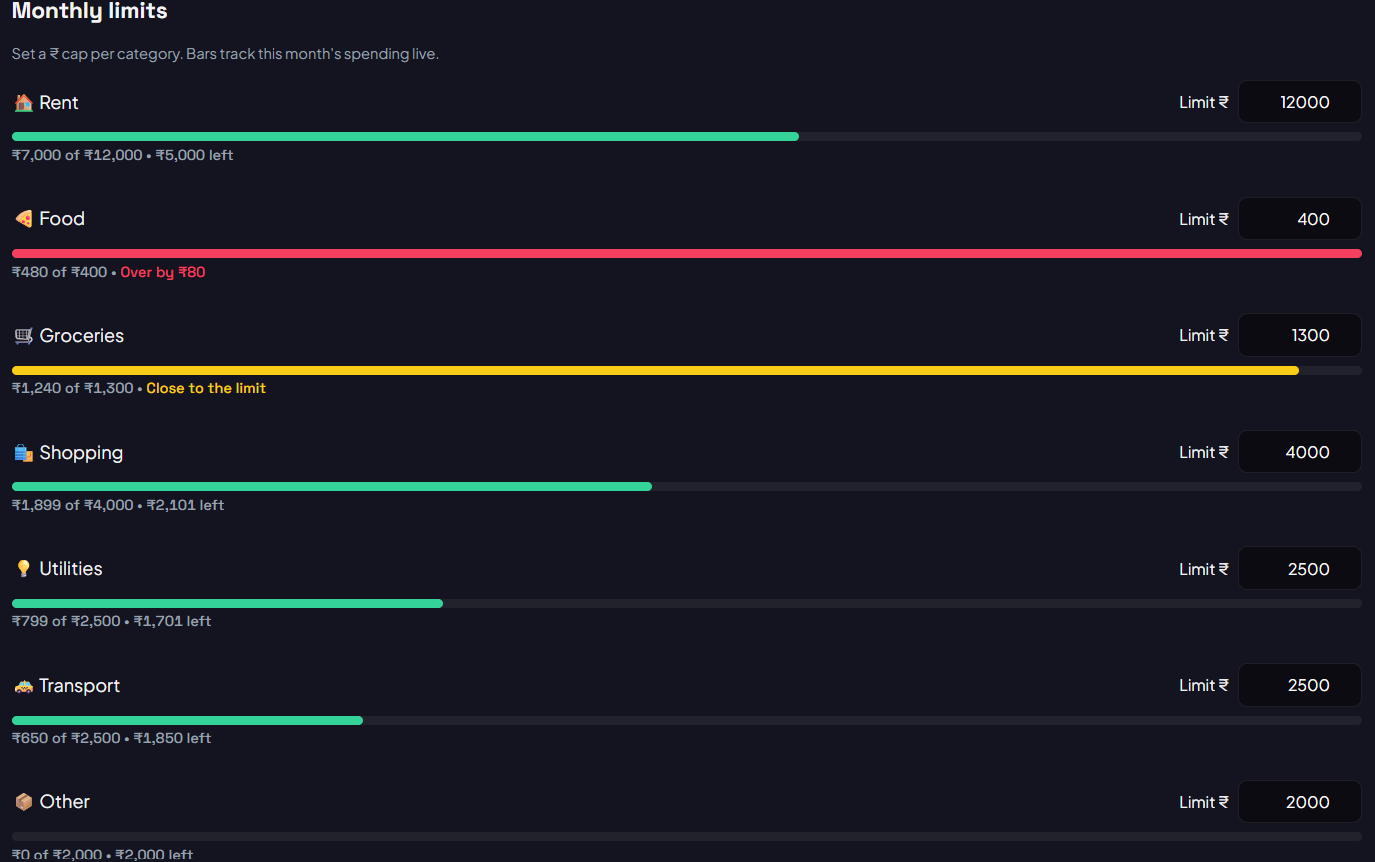 Monthly limits
Set a ₹ cap per category. Bars track this month's spending live.
Rent Limit ₹ 12000
₹7,000 of ₹12,000 • ₹5,000 left
Food Limit ₹ 400
₹480 of ₹400 • Over by ₹80
Groceries Limit ₹ 1300
₹1,240 of ₹1,300 • Close to the limit
Shopping Limit ₹ 4000
₹1,899 of ₹4,000 • ₹2,101 left
Utilities Limit ₹ 2500
₹799 of ₹2,500 • ₹1,701 left
Transport Limit ₹ 2500
₹650 of ₹2,500 • ₹1,850 left
Other Limit ₹ 2000
₹0 of ₹2,000 • ₹2,000 left